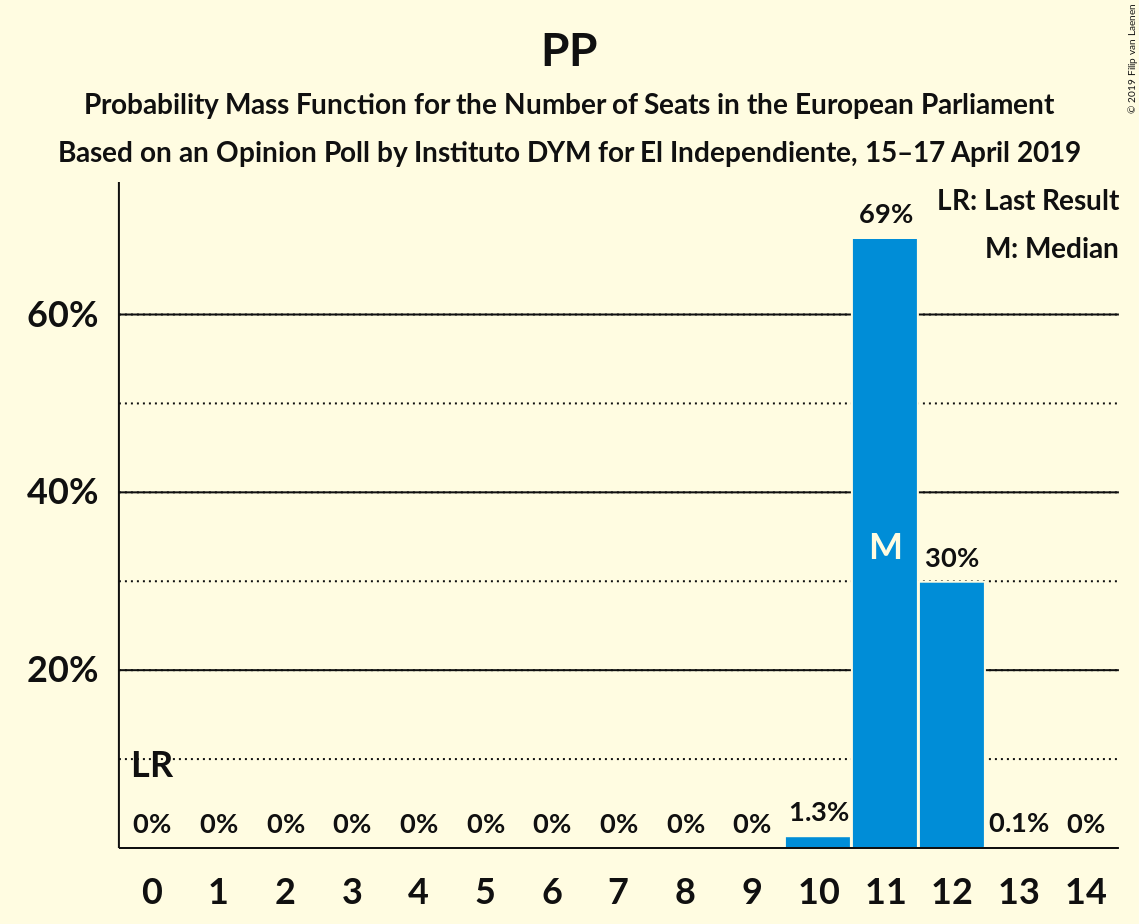 PP
Probability Mass Function for the Number of Seats in the European Parliament
Based on an Opinion Poll by Instituto DYM for El Independiente, 15–17 April 2019
© 2019 Filip van Laenen
LR: Last Result
M: Median
69%
60%
40%
M
30%
20%
LR
0% 0% 0% 0% 0% 0% 0% 0% 0% 0% 1.3% 0.1% 0%
0 1 2 3 4 5 6 7 8 9 10 11 12 13 14